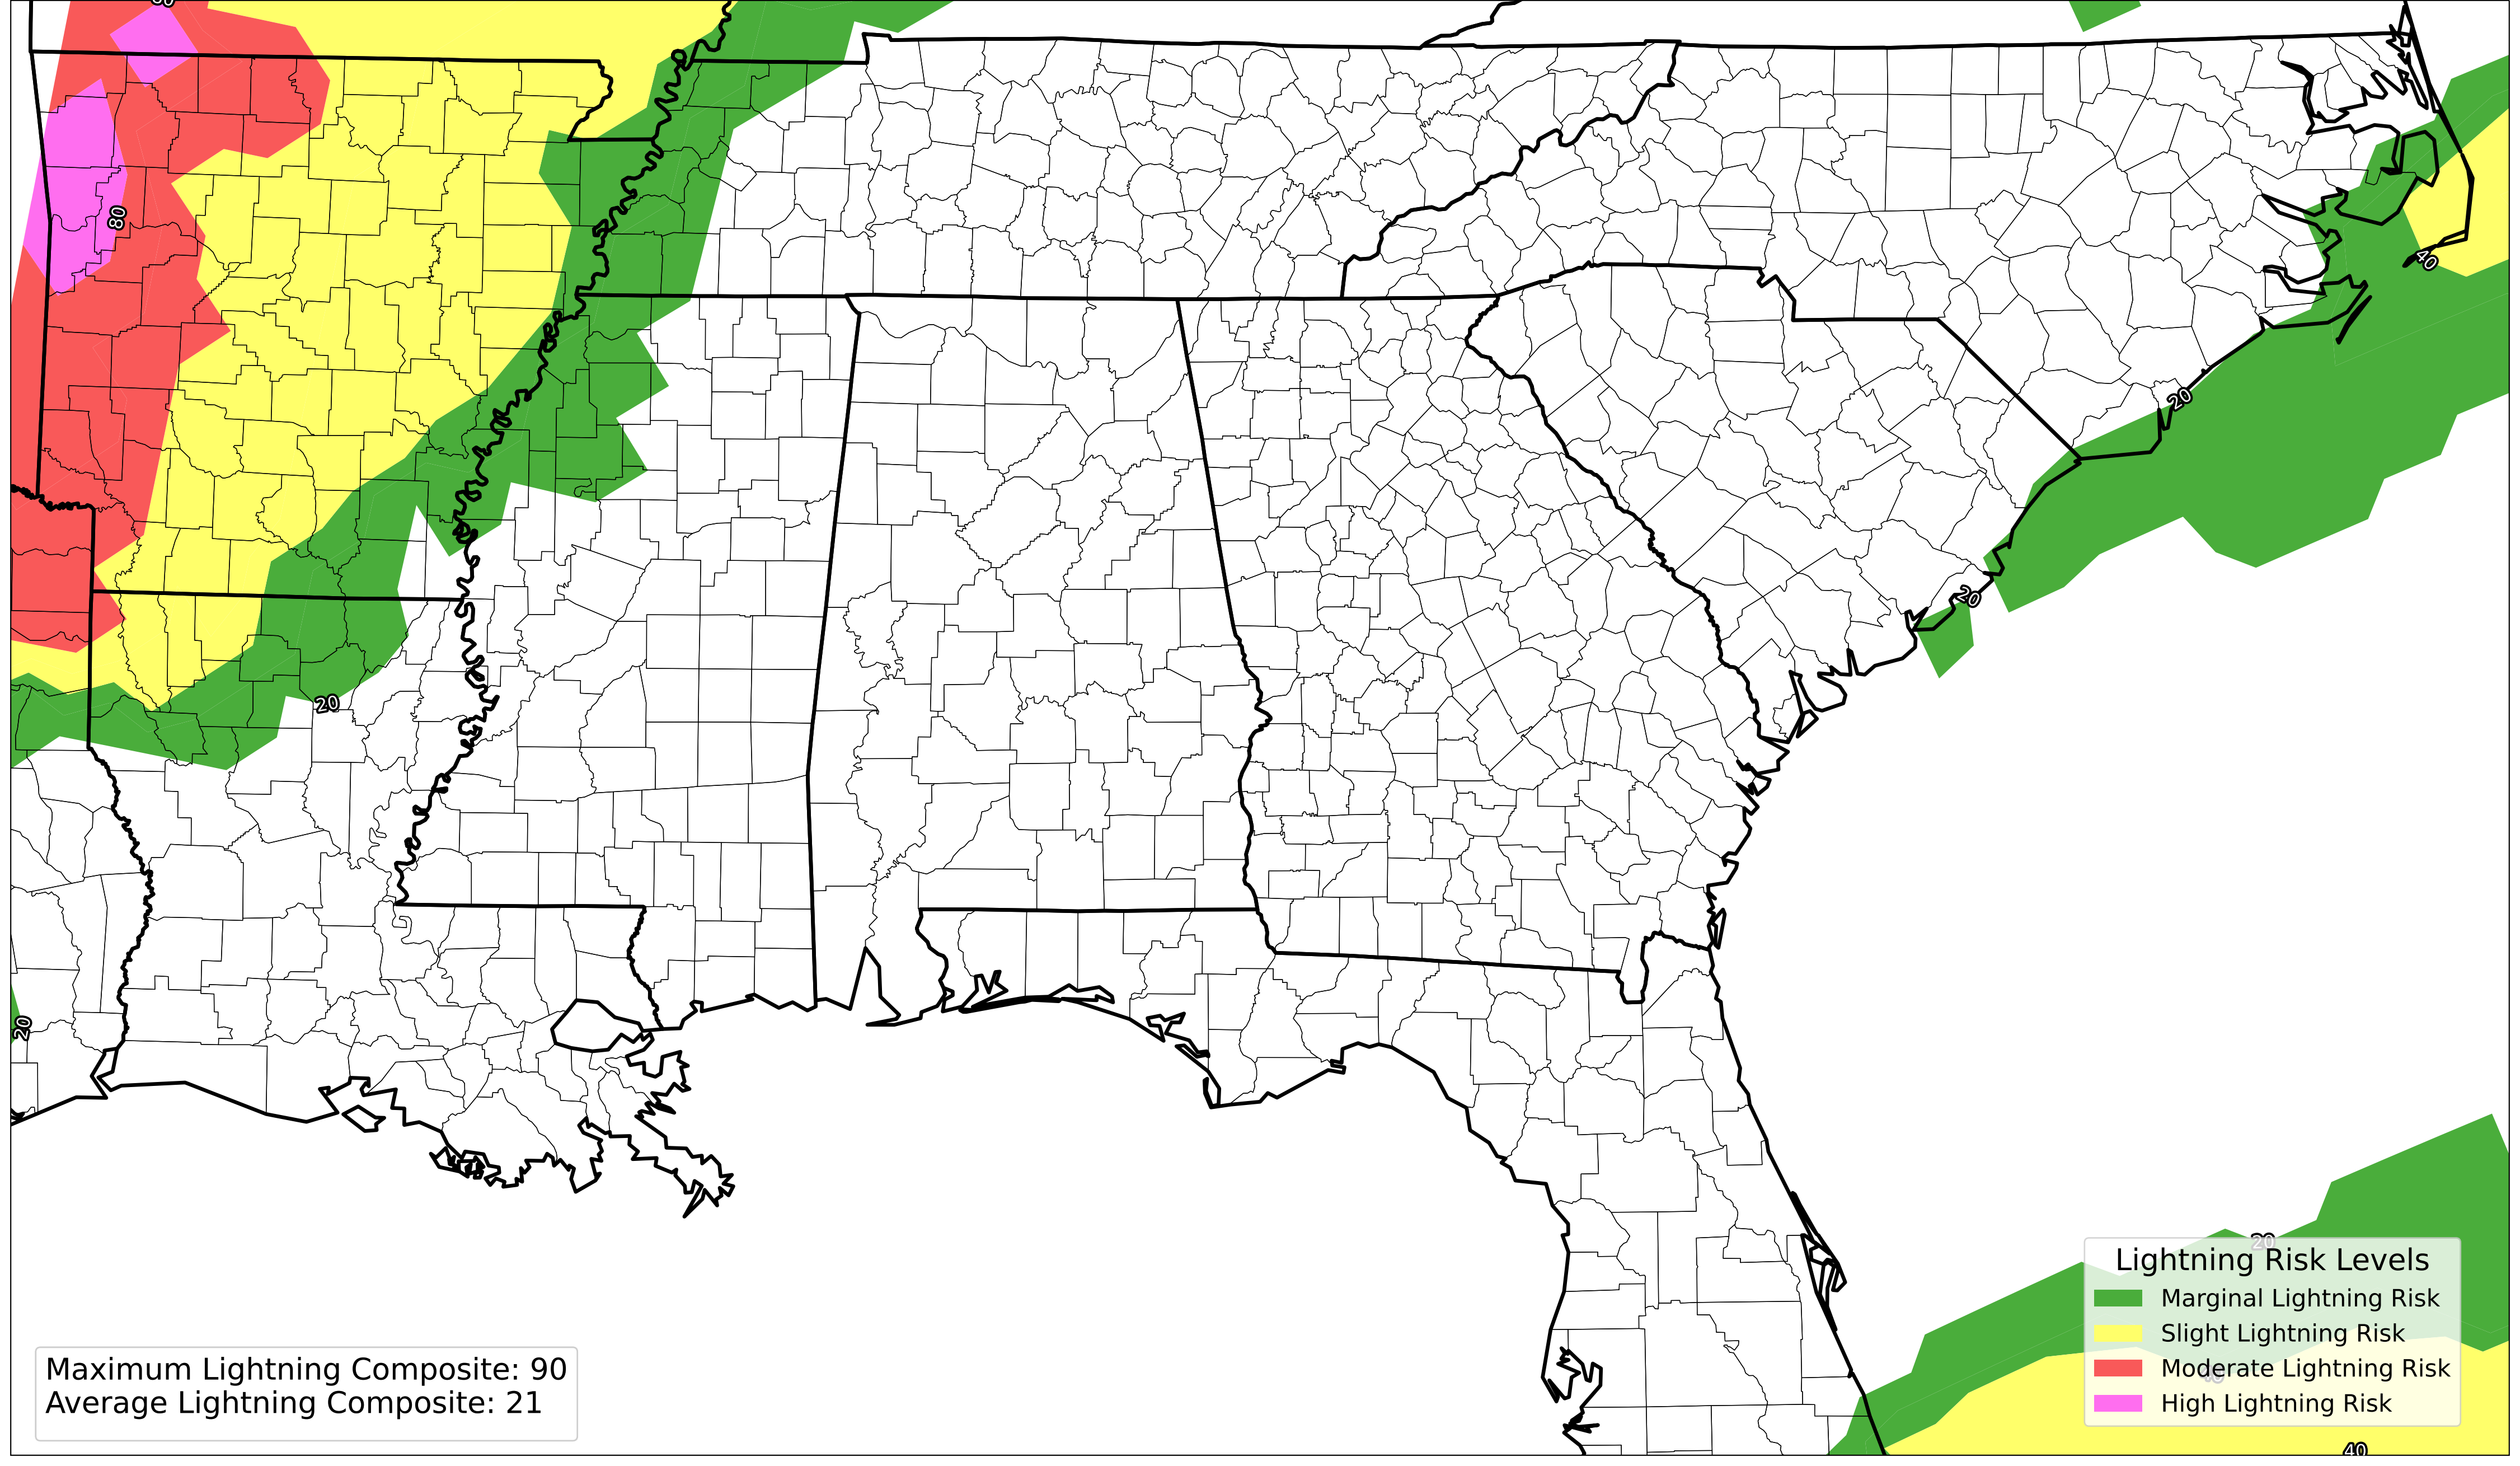 80
40
20
20
20
20
20
Lightning Risk Levels
Marginal Lightning Risk
Slight Lightning Risk
Moderate Lightning Risk
High Lightning Risk
Maximum Lightning Composite: 90
Average Lightning Composite: 21
40